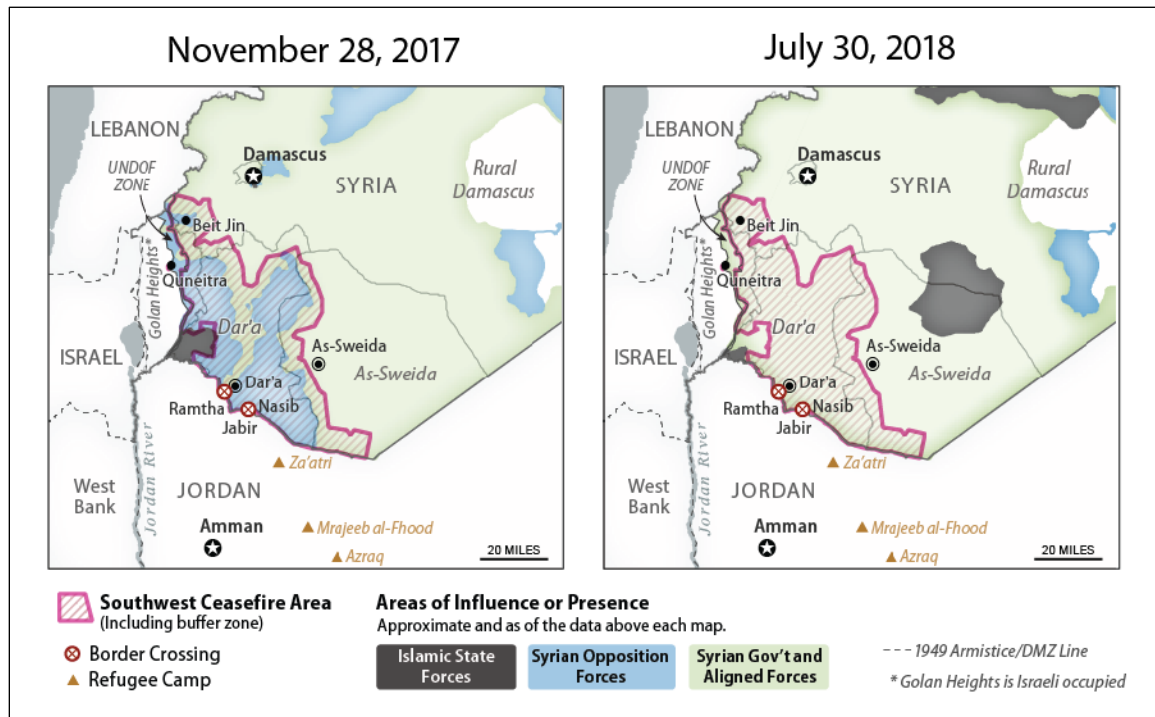 November 28, 2017
LEBANON
UNDOF
ZONE
Damascus
SYRIA
Rural
Damascus
Beit Jin
Golan Heights*
Quneitra
Dar'a
ISRAEL
As-Sweida
As-Sweida
Dar'a
Ramtha
Nasib
Jabir
Jordan River
Za'atri
West
Bank
JORDAN
Amman
Mrajeeb al-Fhood
Azraq
20 MILES
July 30, 2018
LEBANON
UNDOF
ZONE
Damascus
SYRIA
Rural
Damascus
Beit Jin
Golan Heights*
Quneitra
Dar'a
ISRAEL
As-Sweida
As-Sweida
Dar'a
Ramtha
Nasib
Jabir
Jordan River
Za'atri
West
Bank
JORDAN
Amman
Mrajeeb al-Fhood
Azraq
20 MILES
Southwest Ceasefire Area
(Including buffer zone)
Border Crossing
Refugee Camp
Areas of Influence or Presence
Approximate and as of the data above each map.
Islamic State
Forces
Syrian Opposition
Forces
Syrian Gov't and
Aligned Forces
1949 Armistice/DMZ Line
* Golan Heights is Israeli occupied